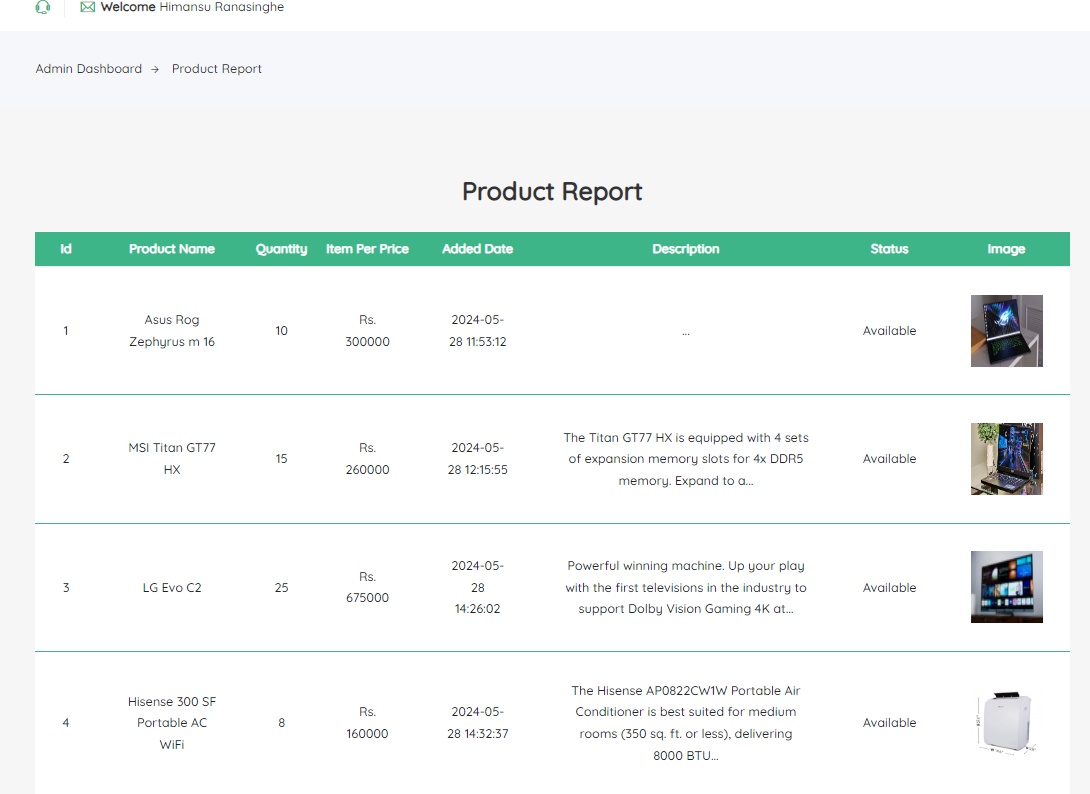 Welcome Himansu Ranasinghe
Admin Dashboard → Product Report
Product Report
Id Product Name Quantity Item Per Price Added Date Description Status Image
1
Asus Rog
Zephyrus m 16
10
Rs.
300000
2024-05-
28 11:53:12
...
Available
2
MSI Titan GT77
HX
15
Rs.
260000
2024-05-
28 12:15:55
The Titan GT77 HX is equipped with 4 sets
of expansion memory slots for 4x DDR5
memory. Expand to a...
Available
3
LG Evo C2
25
Rs.
675000
2024-05-
28
14:26:02
Powerful winning machine. Up your play
with the first televisions in the industry to
support Dolby Vision Gaming 4K at...
Available
4
Hisense 300 SF
Portable AC
WiFi
8
Rs.
160000
2024-05-
28 14:32:37
The Hisense AP0822CW1W Portable Air
Conditioner is best suited for medium
rooms (350 sq. ft. or less), delivering
8000 BTU...
Available